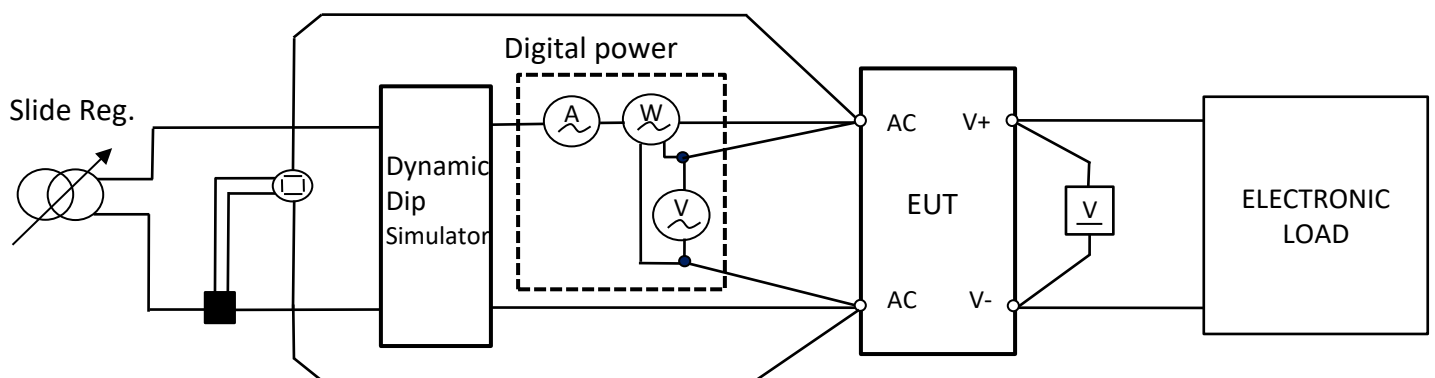 Digital power
Slide Reg.
A
W
Dynamic
Dip
Simulator
V
AC
V+
EUT
AC
V-
V
ELECTRONIC
LOAD